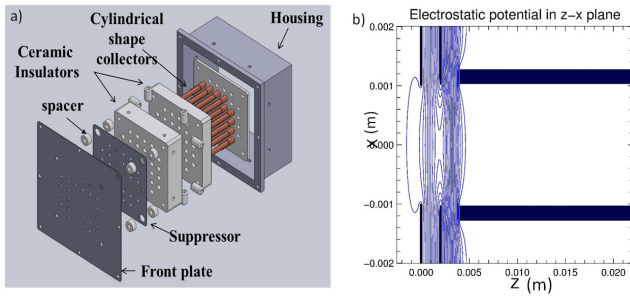 a)
Cylindrical
shape
collectors
Housing
Ceramic
Insulators
spacer
Suppressor
Front plate
b)
Electrostatic potential in z-x plane
0.002
0.001
0.000
-0.001
-0.002
X (m)
0.000 0.005 0.010 0.015 0.020
Z (m)